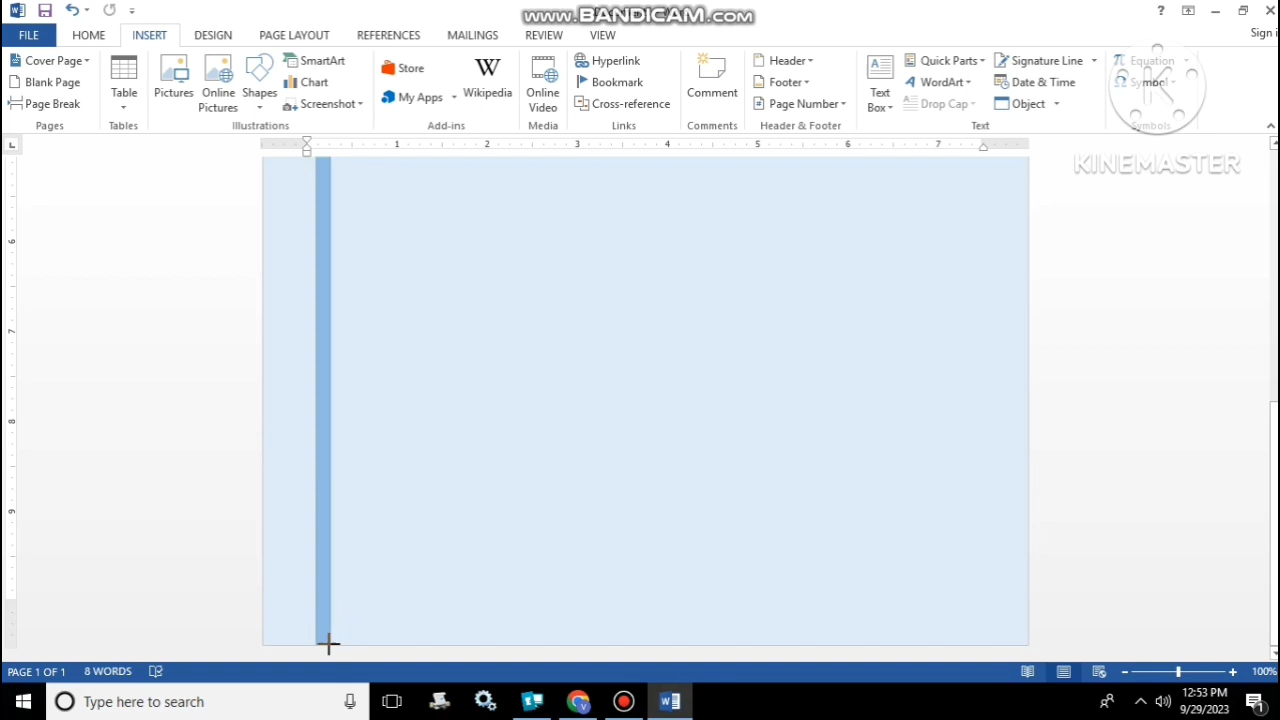 www.BANDICAM.com
FILE HOME INSERT DESIGN PAGE LAYOUT REFERENCES MAILINGS REVIEW VIEW Sign i
Cover Page
Blank Page
Page Break
Pages
Table
Tables
Pictures
Online Pictures
Shapes
SmartArt
Chart
Screenshot
Illustrations
Store
My Apps
Wikipedia
Add-ins
Online Video
Media
Hyperlink
Bookmark
Cross-reference
Links
Comment
Comments
Header
Footer
Page Number
Header & Footer
Text Box
Quick Parts
WordArt
Drop Cap
Signature Line
Date & Time
Object
Text
Equation
Symbol
Symbols
KINEMASTER
1 2 3 4 5 6 7
6
7
8
9
PAGE 1 OF 1 8 WORDS 100%
Type here to search
12:53 PM
9/29/2023
1